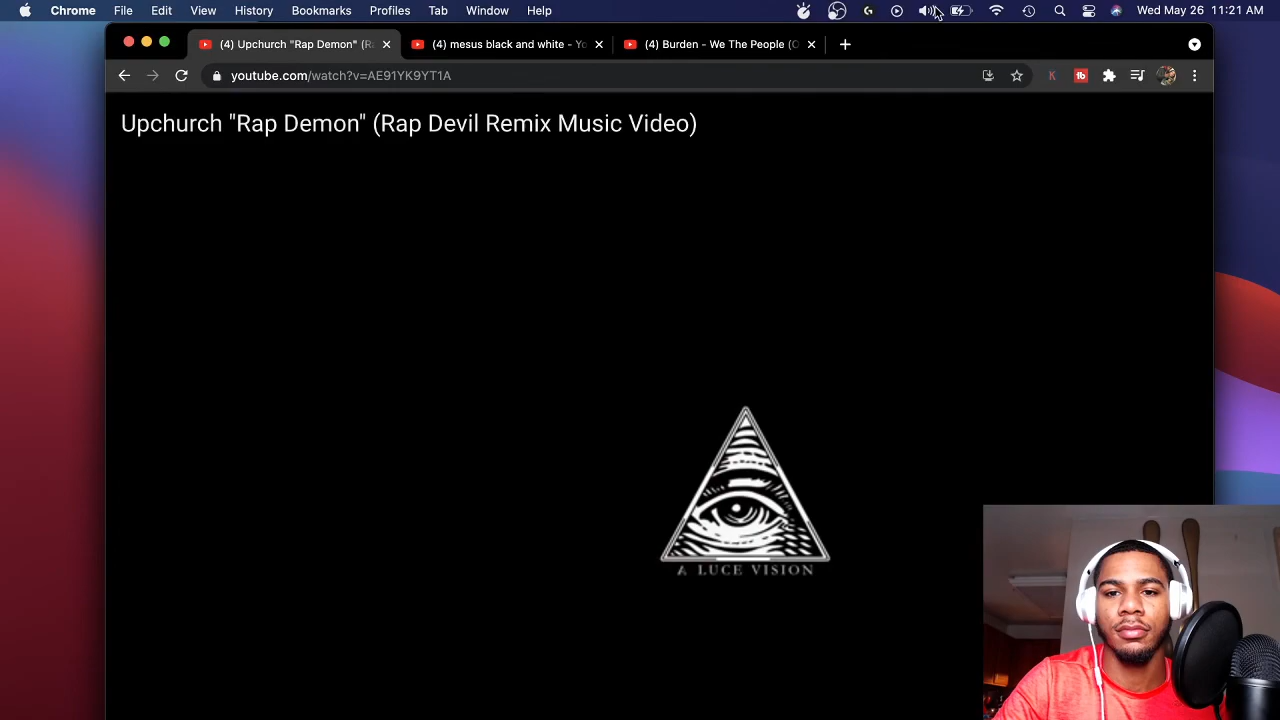 Chrome File Edit View History Bookmarks Profiles Tab Window Help Wed May 26 11:21 AM
(4) Upchurch "Rap Demon" (Ra (4) mesus black and white - Yo (4) Burden - We The People (O
youtube.com/watch?v=AE91YK9YT1A
Upchurch "Rap Demon" (Rap Devil Remix Music Video)
A LUCE VISION